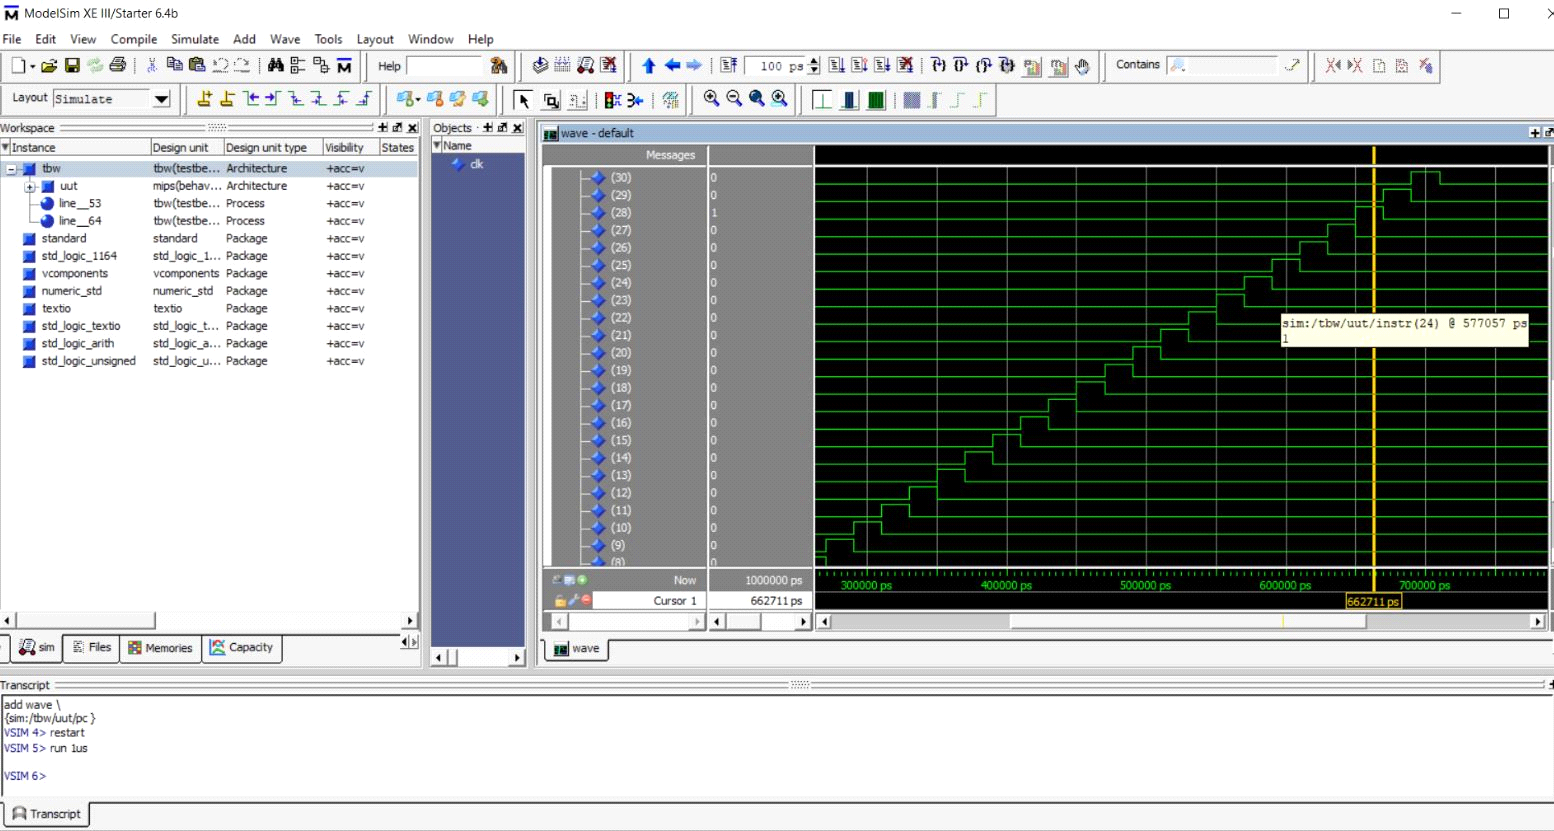 ModelSim XE III/Starter 6.4b
File Edit View Compile Simulate Add Wave Tools Layout Window Help
Help 100 ps Contains
Layout Simulate
Workspace
Instance Design unit Design unit type Visibility States
tbw tbw(testbe... Architecture +acc=v
uut mips(behav... Architecture +acc=v
line__53 tbw(testbe... Process +acc=v
line__64 tbw(testbe... Process +acc=v
standard standard Package +acc=v
std_logic_1164 std_logic_1... Package +acc=v
vcomponents vcomponents Package +acc=v
numeric_std numeric_std Package +acc=v
textio textio Package +acc=v
std_logic_textio std_logic_t... Package +acc=v
std_logic_arith std_logic_a... Package +acc=v
std_logic_unsigned std_logic_u... Package +acc=v
sim Files Memories Capacity
Objects
Name
clk
wave - default
Messages
(30) 0
(29) 0
(28) 1
(27) 0
(26) 0
(25) 0
(24) 0
(23) 0
(22) 0
(21) 0
(20) 0
(19) 0
(18) 0
(17) 0
(16) 0
(15) 0
(14) 0
(13) 0
(12) 0
(11) 0
(10) 0
(9) 0
(8) 0
sim:/tbw/uut/instr(24) @ 577057 ps
1
Now 1000000 ps
300000 ps 400000 ps 500000 ps 600000 ps 700000 ps
Cursor 1 662711 ps
662711 ps
wave
Transcript
add wave \
{sim:/tbw/uut/pc }
VSIM 4> restart
VSIM 5> run 1us
VSIM 6>
Transcript